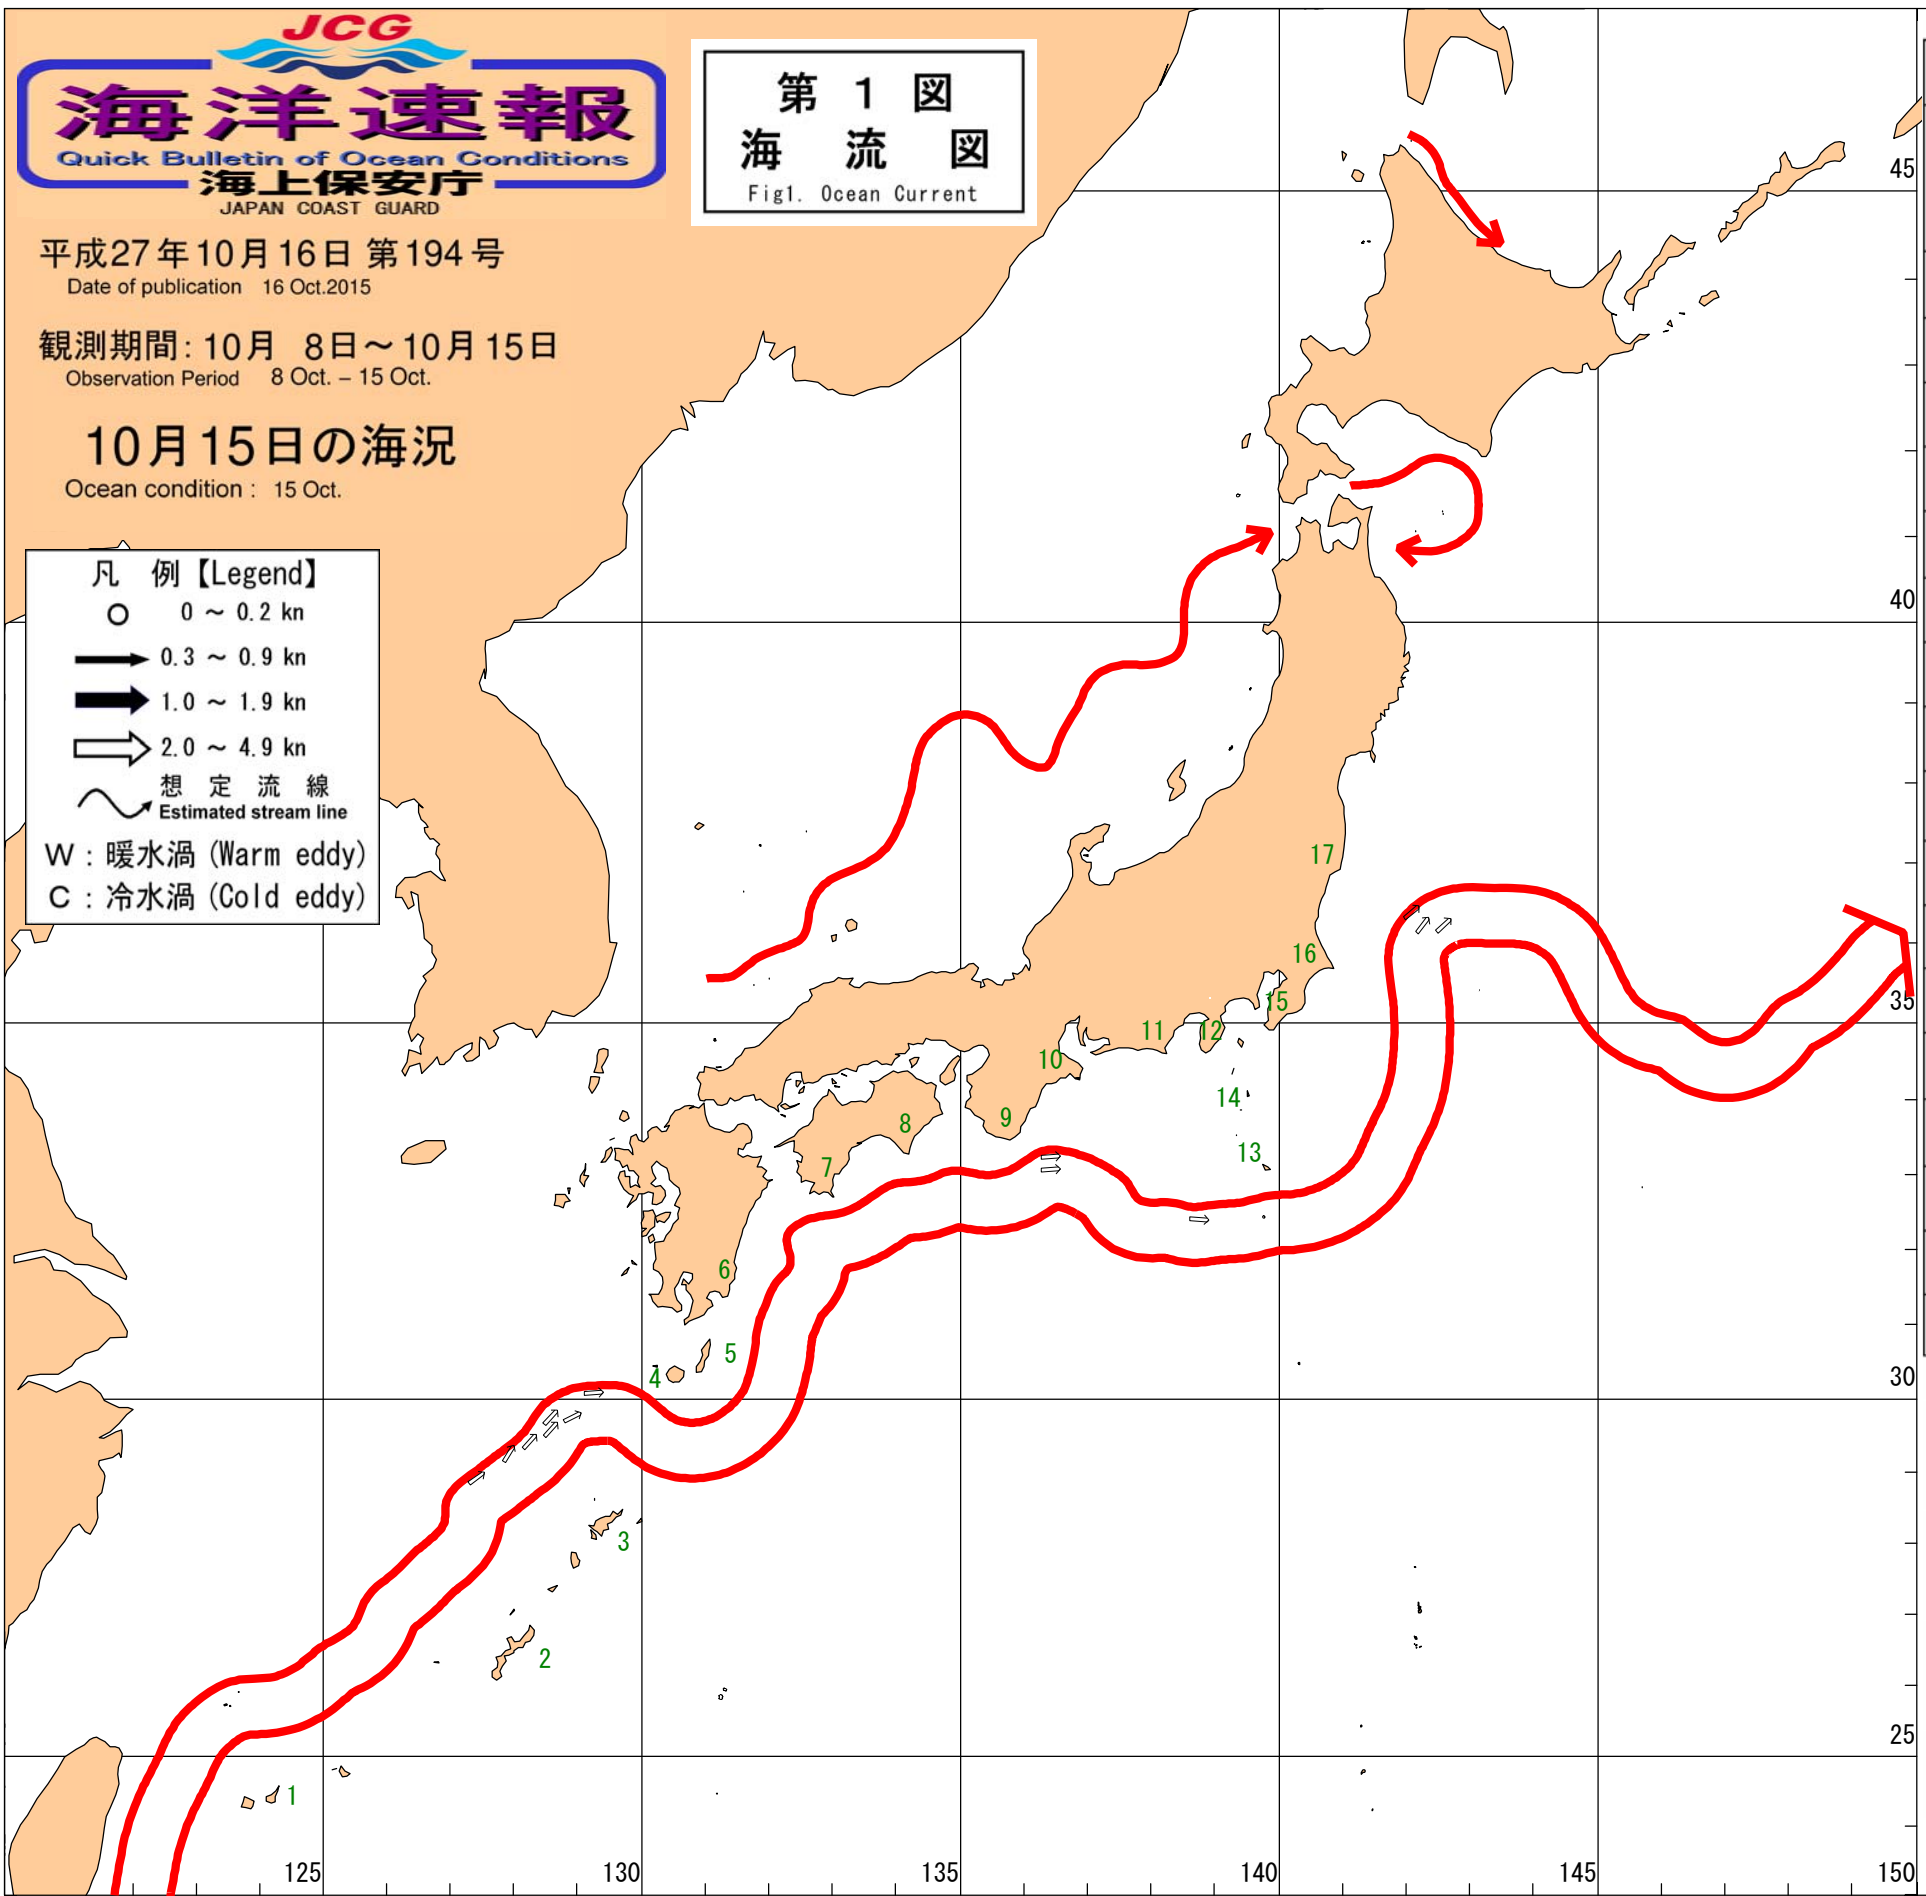 JCG
海洋速報
Quick Bulletin of Ocean Conditions
海上保安庁
JAPAN COAST GUARD
平成27年10月16日 第194号
Date of publication 16 Oct.2015
観測期間: 10月 8日～10月15日
Observation Period 8 Oct. – 15 Oct.
10月15日の海況
Ocean condition : 15 Oct.
第 1 図
海 流 図
Fig1. Ocean Current
凡 例【Legend】
0 ～ 0.2 kn
0.3 ～ 0.9 kn
1.0 ～ 1.9 kn
2.0 ～ 4.9 kn
想 定 流 線
Estimated stream line
W : 暖水渦 (Warm eddy)
C : 冷水渦 (Cold eddy)
45
40
17
16
35
15
12
11
10
14
9
8
13
7
6
5
4
30
3
2
25
1
125
130
135
140
145
150